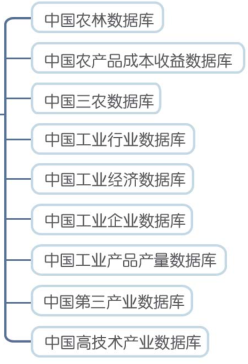 中国农林数据库
中国农产品成本收益数据库
中国三农数据库
中国工业行业数据库
中国工业经济数据库
中国工业企业数据库
中国工业产品产量数据库
中国第三产业数据库
中国高技术产业数据库